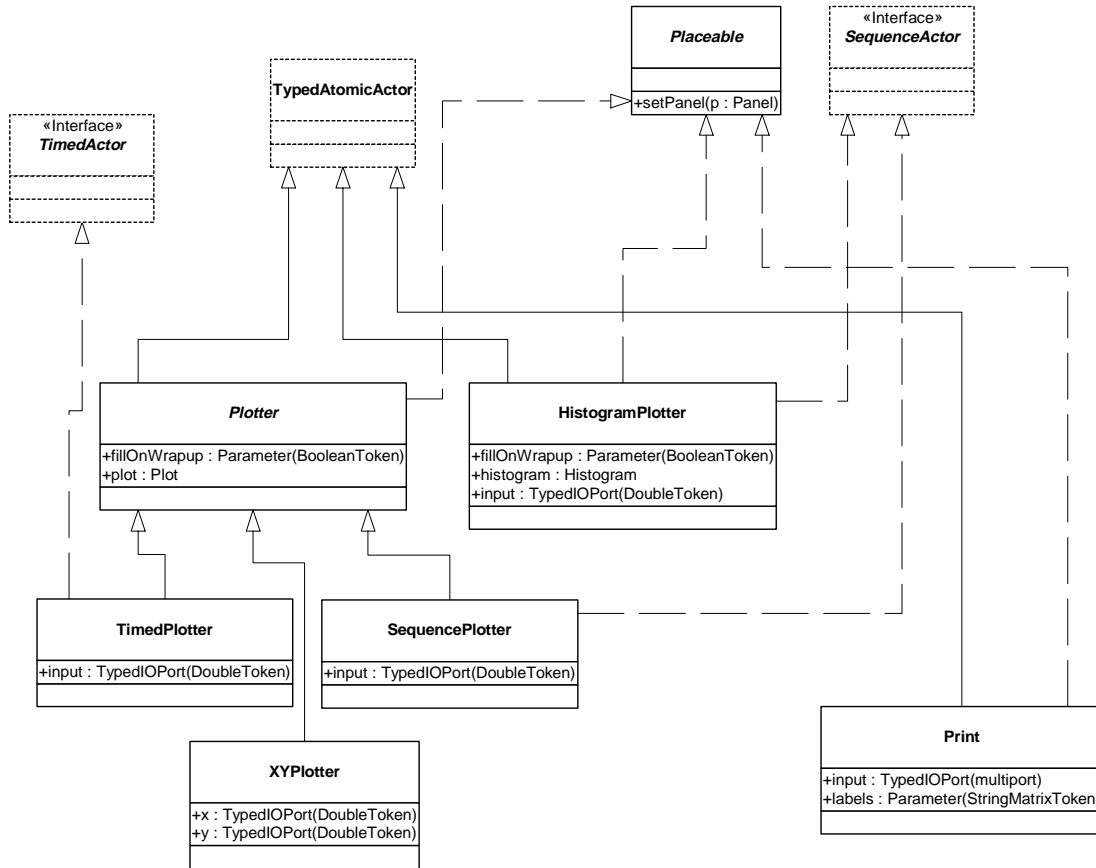 Placeable
+setPanel(p : Panel)
«Interface»
SequenceActor
TypedAtomicActor
«Interface»
TimedActor
Plotter
+fillOnWrapup : Parameter(BooleanToken)
+plot : Plot
HistogramPlotter
+fillOnWrapup : Parameter(BooleanToken)
+histogram : Histogram
+input : TypedIOPort(DoubleToken)
TimedPlotter
+input : TypedIOPort(DoubleToken)
SequencePlotter
+input : TypedIOPort(DoubleToken)
XYPlotter
+x : TypedIOPort(DoubleToken)
+y : TypedIOPort(DoubleToken)
Print
+input : TypedIOPort(multiport)
+labels : Parameter(StringMatrixToken